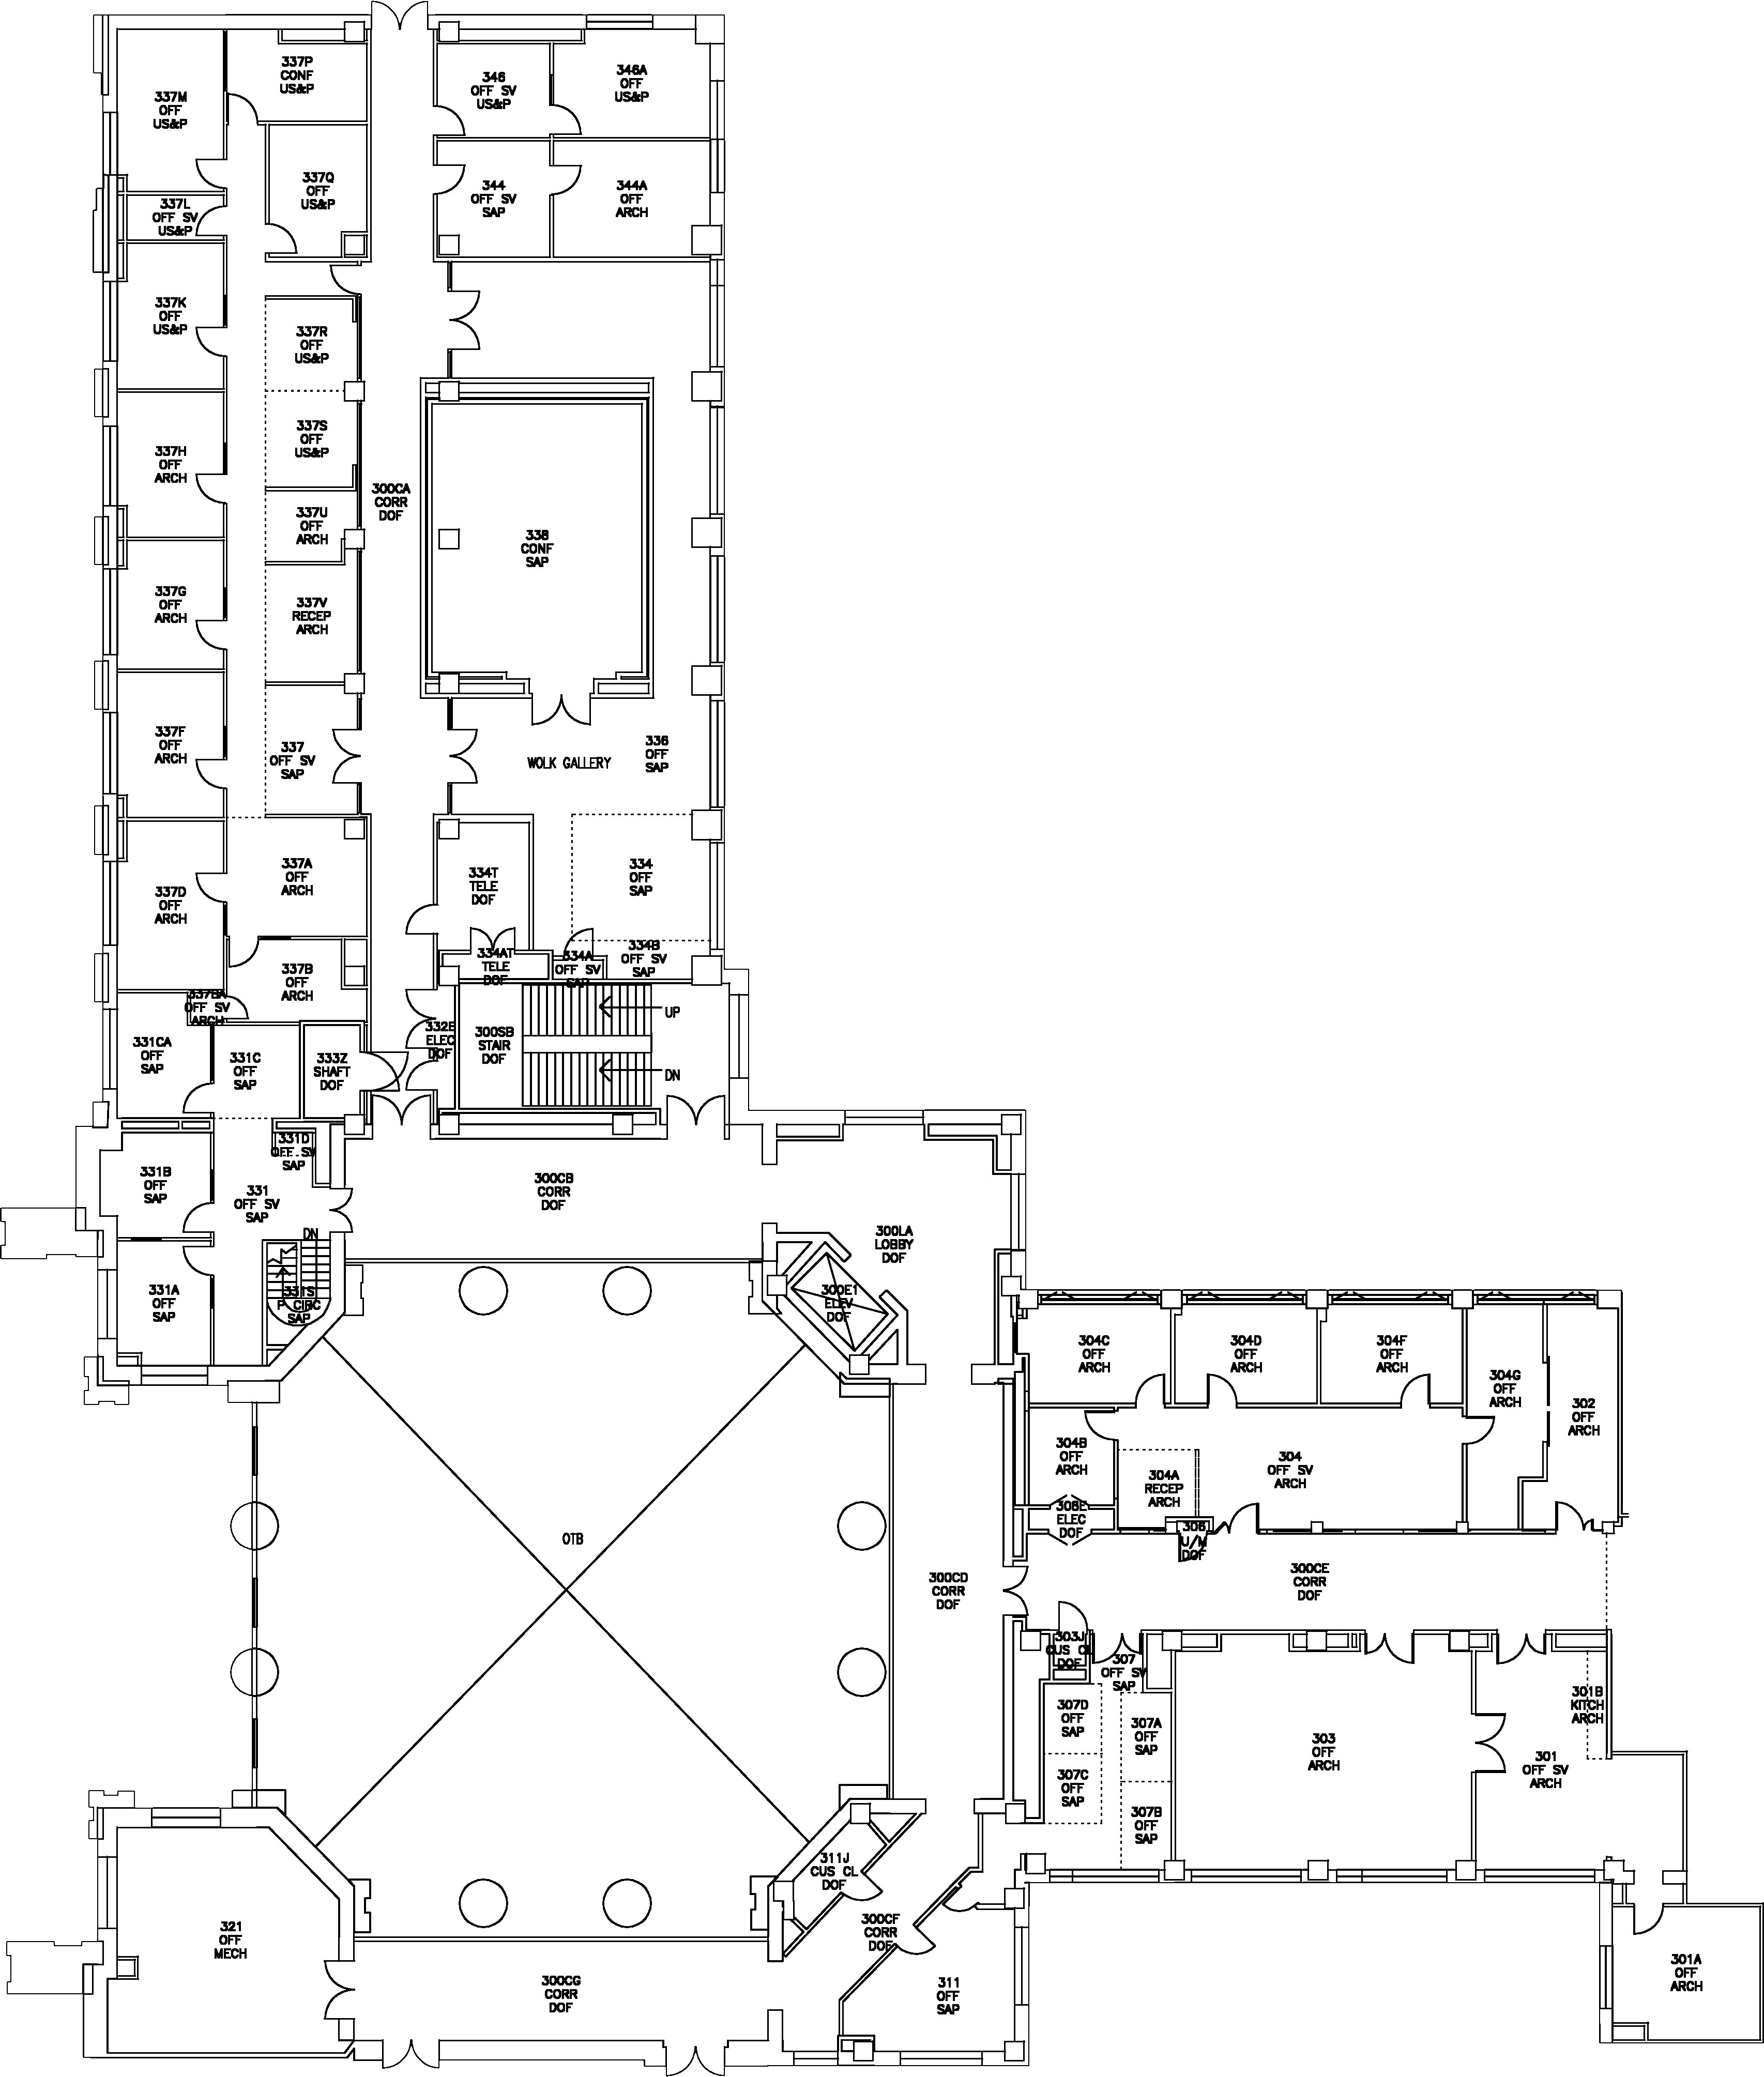 337P
CONF
US&P
346
OFF SV
US&P
346A
OFF
US&P
337M
OFF
US&P
337Q
OFF
US&P
344
OFF SV
SAP
344A
OFF
ARCH
337L
OFF SV
US&P
337K
OFF
US&P
337R
OFF
US&P
337S
OFF
US&P
337H
OFF
ARCH
300CA
CORR
DOF
337U
OFF
ARCH
338
CONF
SAP
337G
OFF
ARCH
337V
RECEP
ARCH
337F
OFF
ARCH
337
OFF SV
SAP
WOLK GALLERY
336
OFF
SAP
337D
OFF
ARCH
337A
OFF
ARCH
334T
TELE
DOF
334
OFF
SAP
337B
OFF
ARCH
334AT
TELE
DOF
334A
OFF SV
SAP
334B
OFF SV
SAP
337BA
OFF SV
ARCH
UP
331CA
OFF
SAP
331C
OFF
SAP
333Z
SHAFT
DOF
332E
ELEC
DOF
300SB
STAIR
DOF
DN
331D
OFF SV
SAP
331B
OFF
SAP
331
OFF SV
SAP
300CB
CORR
DOF
DN
300LA
LOBBY
DOF
331A
OFF
SAP
331S
P CIRC
SAP
300E1
ELEV
DOF
304C
OFF
ARCH
304D
OFF
ARCH
304F
OFF
ARCH
304G
OFF
ARCH
302
OFF
ARCH
304B
OFF
ARCH
304A
RECEP
ARCH
304
OFF SV
ARCH
308E
ELEC
DOF
306
U/M
DOF
OTB
300CD
CORR
DOF
300CE
CORR
DOF
303J
CUS CL
DOF
307
OFF SV
SAP
307D
OFF
SAP
307A
OFF
SAP
301B
KITCH
ARCH
303
OFF
ARCH
301
OFF SV
ARCH
307C
OFF
SAP
307B
OFF
SAP
311J
CUS CL
DOF
321
OFF
MECH
300CF
CORR
DOF
300CG
CORR
DOF
311
OFF
SAP
301A
OFF
ARCH